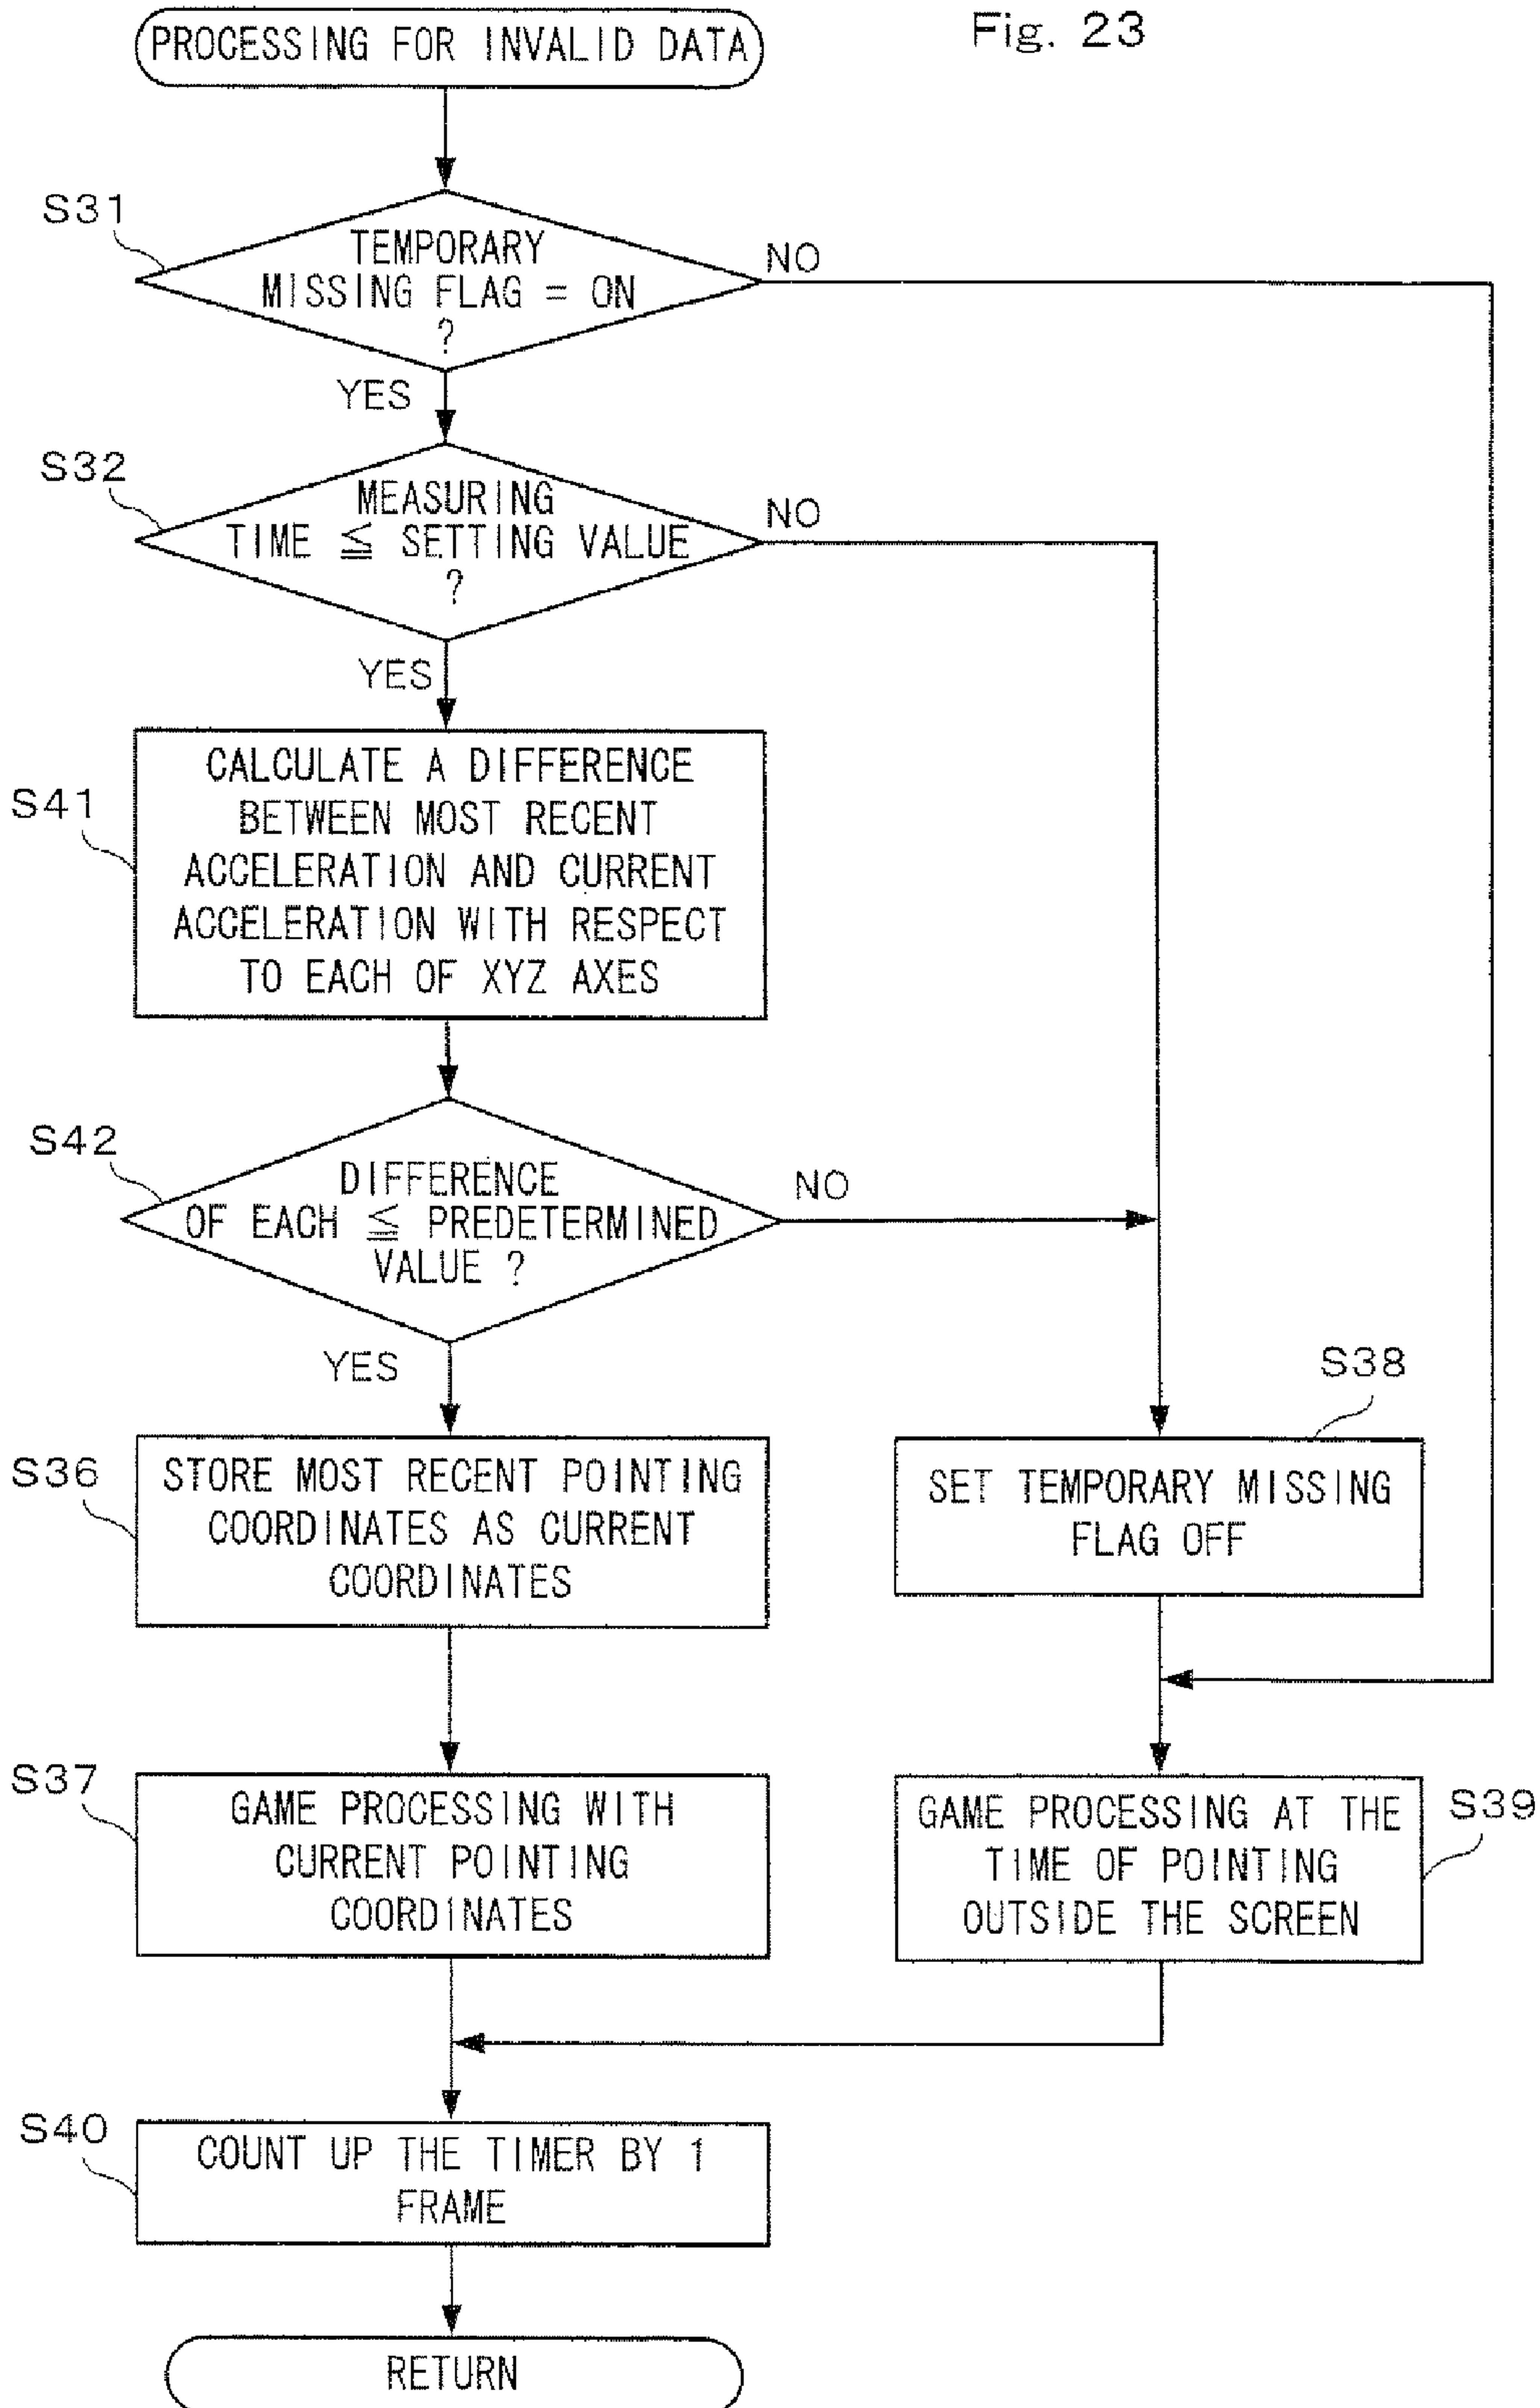 Fig. 23
PROCESSING FOR INVALID DATA
S31
TEMPORARY
MISSING FLAG = ON
?
NO
YES
S32
MEASURING
TIME ≦ SETTING VALUE
?
NO
YES
S41
CALCULATE A DIFFERENCE
BETWEEN MOST RECENT
ACCELERATION AND CURRENT
ACCELERATION WITH RESPECT
TO EACH OF XYZ AXES
S42
DIFFERENCE
OF EACH ≦ PREDETERMINED
VALUE ?
NO
YES
S36
STORE MOST RECENT POINTING
COORDINATES AS CURRENT
COORDINATES
S38
SET TEMPORARY MISSING
FLAG OFF
S37
GAME PROCESSING WITH
CURRENT POINTING
COORDINATES
S39
GAME PROCESSING AT THE
TIME OF POINTING
OUTSIDE THE SCREEN
S40
COUNT UP THE TIMER BY 1
FRAME
RETURN